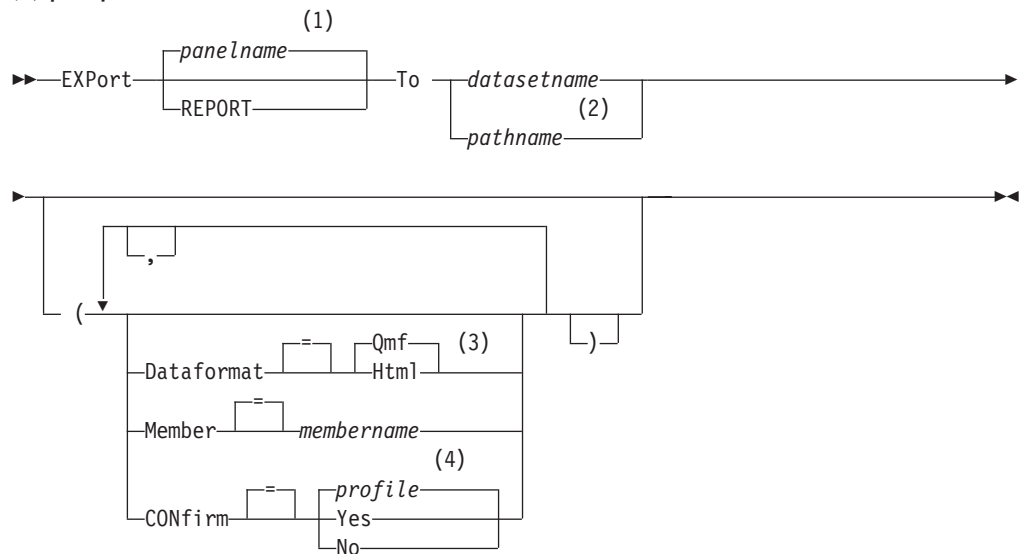 (1)
panelname
EXPort
To
datasetname
REPORT
(2)
pathname
,
(
)
=
Qmf
(3)
Dataformat
Html
=
Member
membername
(4)
=
profile
CONfirm
Yes
No